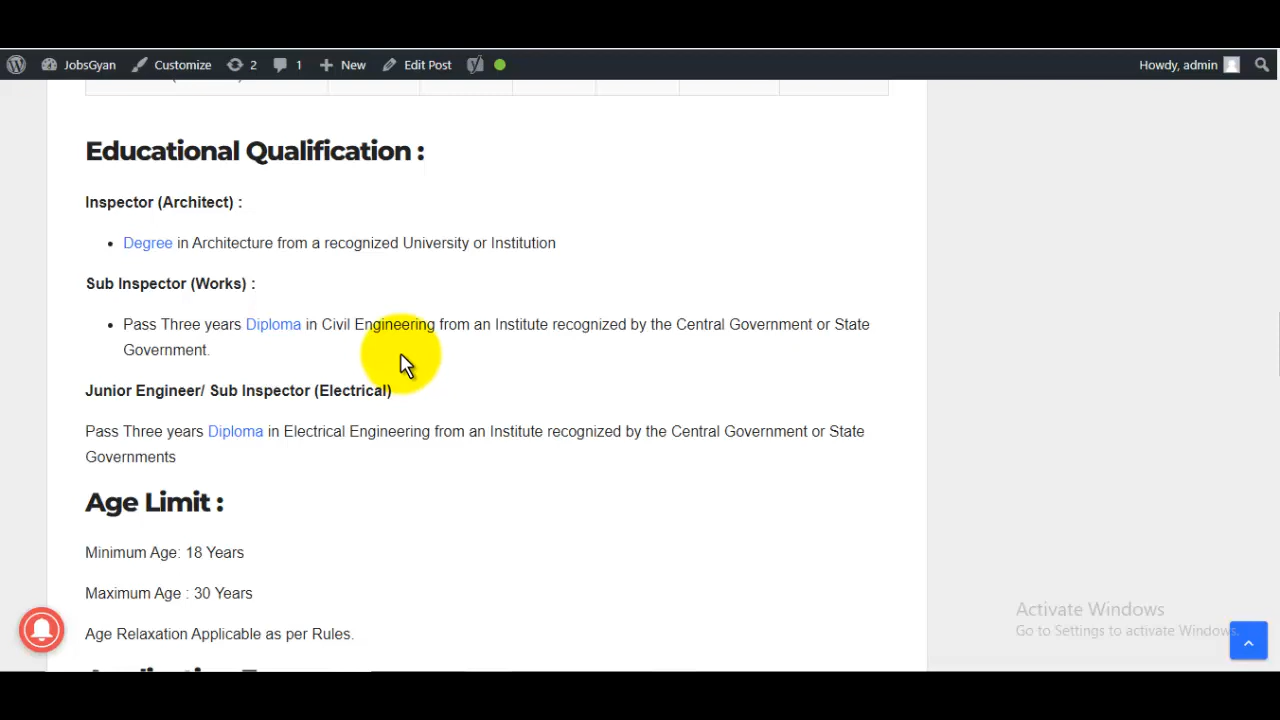 JobsGyan Customize 2 1 New Edit Post Howdy, admin
Educational Qualification :
Inspector (Architect) :
• Degree in Architecture from a recognized University or Institution
Sub Inspector (Works) :
• Pass Three years Diploma in Civil Engineering from an Institute recognized by the Central Government or State
Government.
Junior Engineer/ Sub Inspector (Electrical)
Pass Three years Diploma in Electrical Engineering from an Institute recognized by the Central Government or State
Governments
Age Limit :
Minimum Age: 18 Years
Maximum Age : 30 Years
Age Relaxation Applicable as per Rules.
Activate Windows
Go to Settings to activate Windows.